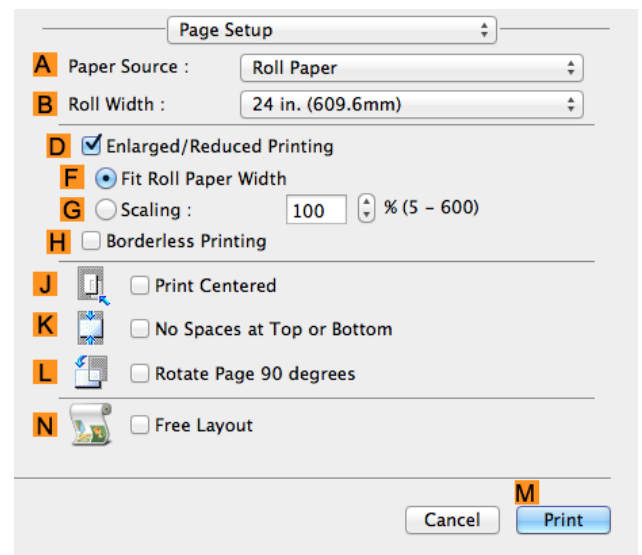 Page Setup
A Paper Source : Roll Paper
B Roll Width : 24 in. (609.6mm)
D Enlarged/Reduced Printing
F Fit Roll Paper Width
G Scaling : 100 % (5 – 600)
H Borderless Printing
J Print Centered
K No Spaces at Top or Bottom
L Rotate Page 90 degrees
N Free Layout
M
Cancel Print